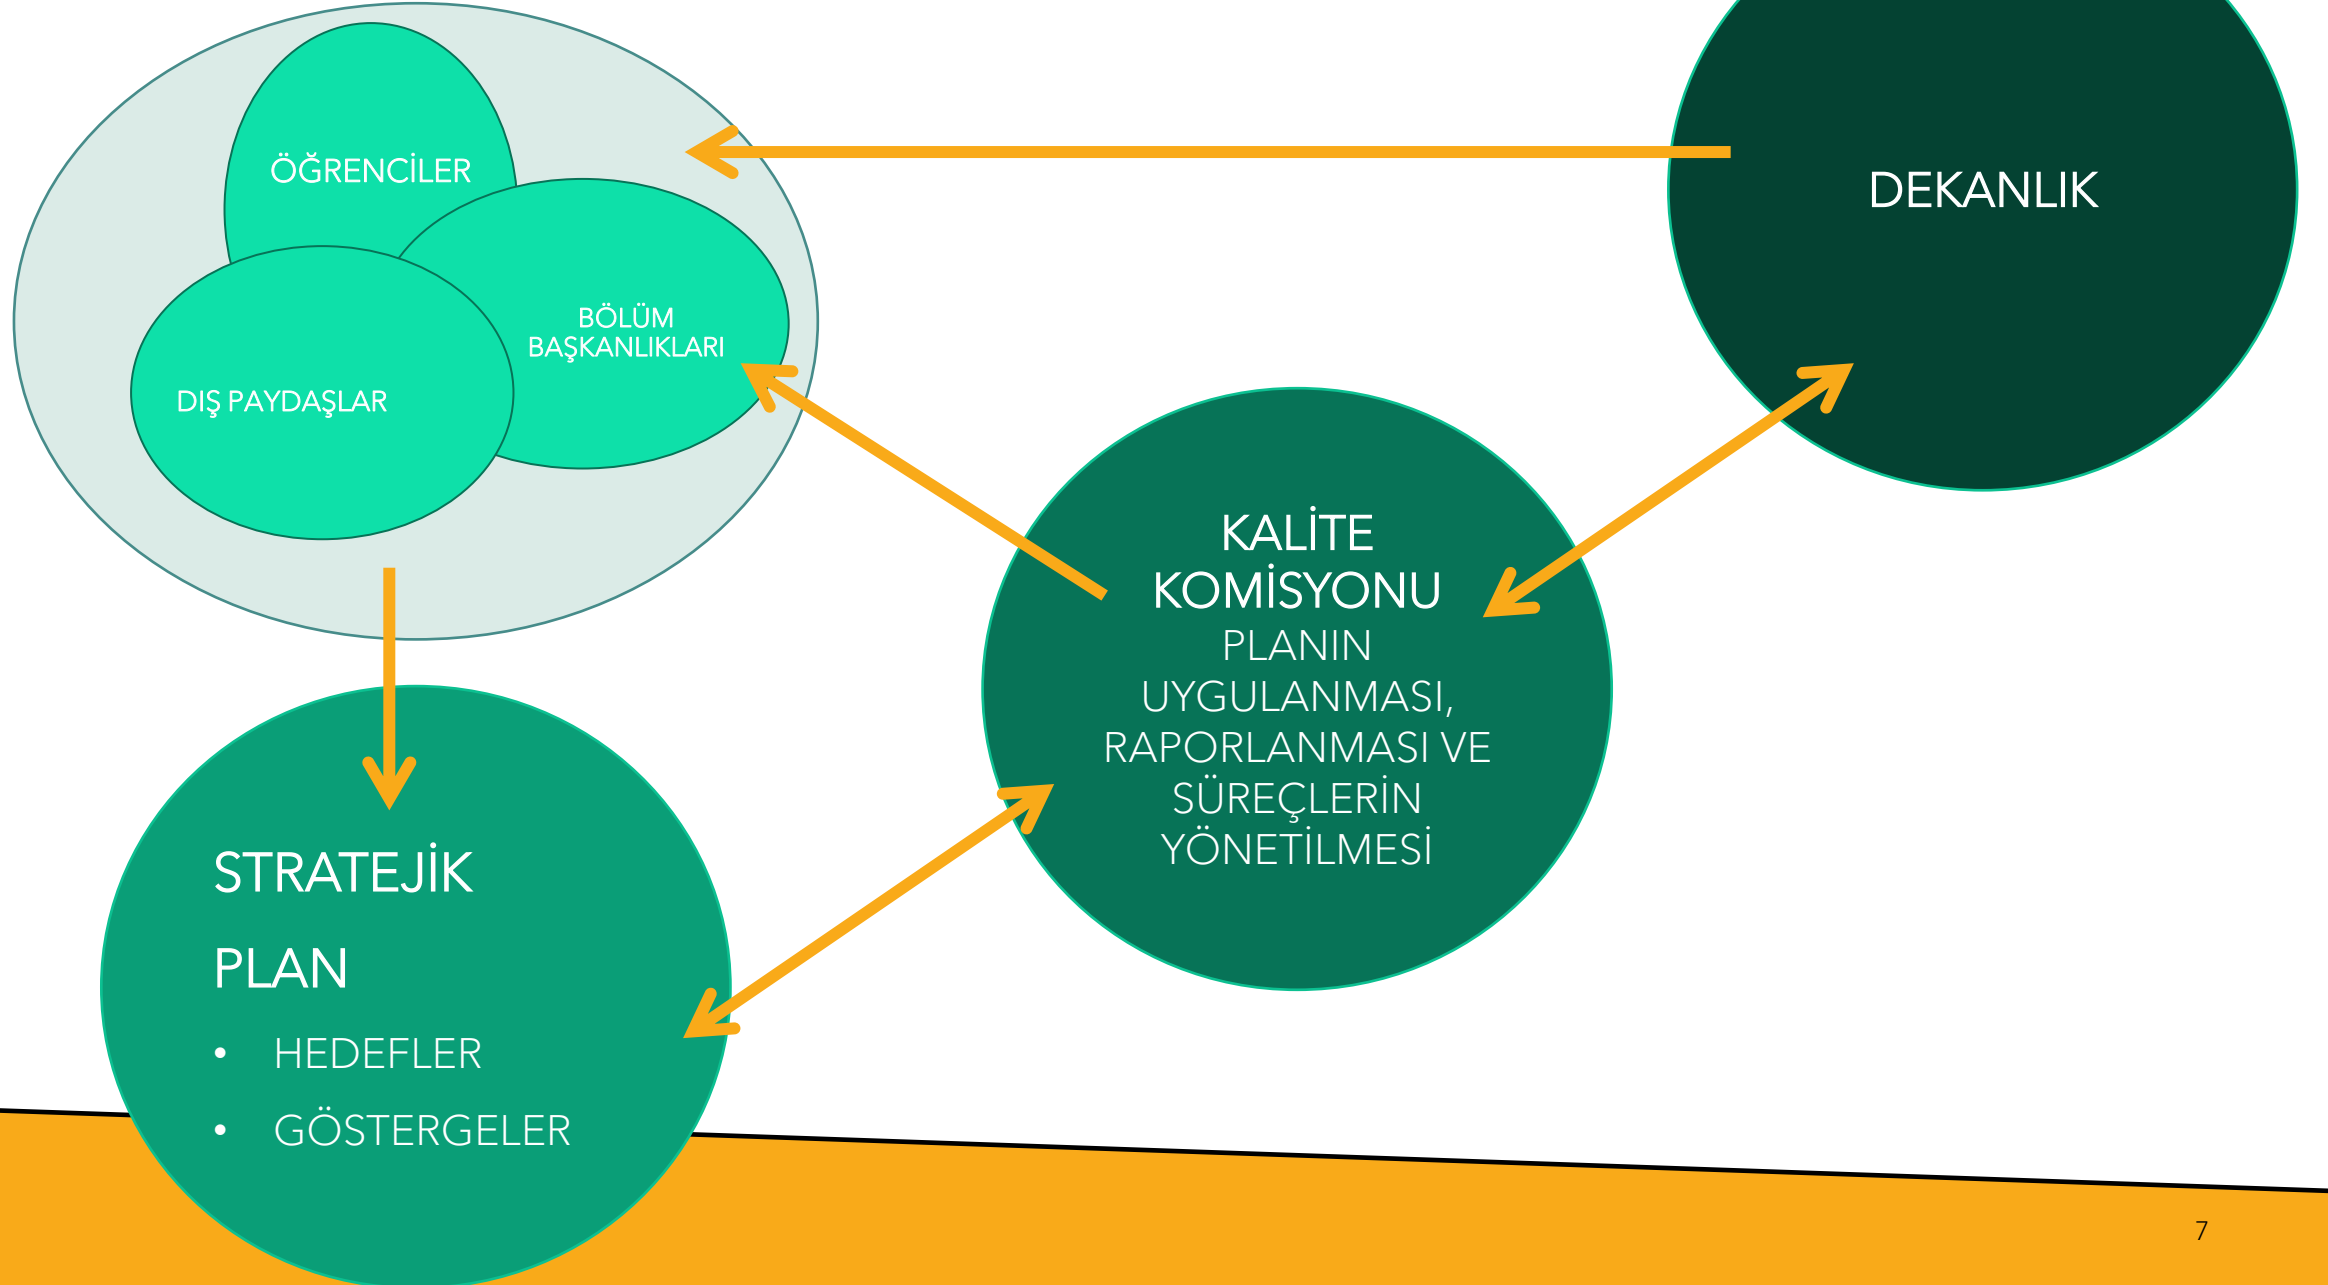 ÖĞRENCİLER
BÖLÜM
BAŞKANLIKLARI
DIŞ PAYDAŞLAR
DEKANLIK
KALİTE
KOMİSYONU
PLANIN
UYGULANMASI,
RAPORLANMASI VE
SÜREÇLERİN
YÖNETİLMESİ
STRATEJİK
PLAN
• HEDEFLER
• GÖSTERGELER
7